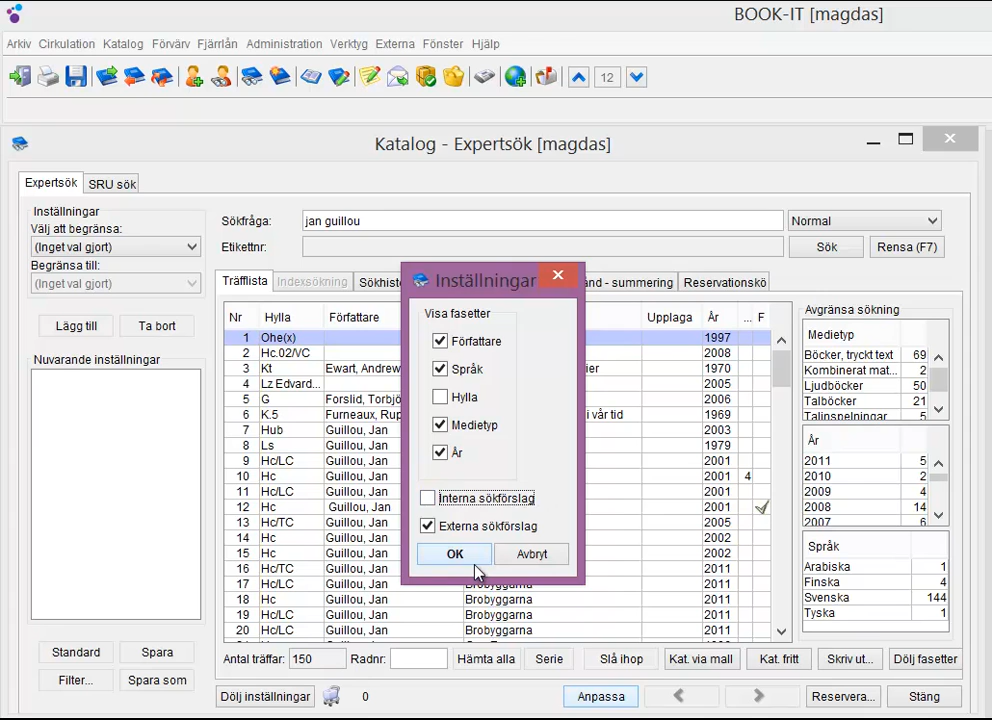 BOOK-IT [magdas]
Arkiv Cirkulation Katalog Förvärv Fjärrlån Administration Verktyg Externa Fönster Hjälp
12
Katalog - Expertsök [magdas]
Expertsök SRU sök
Inställningar
Välj att begränsa:
(Inget val gjort)
Begränsa till:
(Inget val gjort)
Lägg till Ta bort
Nuvarande inställningar
Standard Spara
Filter... Spara som
Sökfråga: jan guillou Normal
Etikettnr: Sök Rensa (F7)
Träfflista Indexsökning Sökhist and - summering Reservationskö
Nr Hylla Författare Upplaga År ... F
1 Ohe(x) 1997
2 Hc.02/VC 2008
3 Kt Ewart, Andrew ier 1970
4 Lz Edvard... 2005
5 G Forslid, Torbjö 2006
6 K.5 Furneaux, Rup i vår tid 1969
7 Hub Guillou, Jan 2003
8 Ls Guillou, Jan 1979
9 Hc/LC Guillou, Jan 2001
10 Hc Guillou, Jan 2001 4
11 Hc/LC Guillou, Jan 2001
12 Hc Guillou, Jan 2001
13 Hc/TC Guillou, Jan 2005
14 Hc Guillou, Jan 2002
15 Hc Guillou, Jan 2002
16 Hc/TC Guillou, Jan 2011
17 Hc/LC Guillou, Jan Brobyggarna 2011
18 Hc Guillou, Jan Brobyggarna 2011
19 Hc/LC Guillou, Jan Brobyggarna 2011
20 Hc/LC Guillou, Jan Brobyggarna 2011
Inställningar
Visa fasetter
Författare
Språk
Hylla
Medietyp
År
Interna sökförslag
Externa sökförslag
OK Avbryt
Avgränsa sökning
Medietyp
Böcker, tryckt text 69
Kombinerat mat... 2
Ljudböcker 50
Talböcker 21
Talinspelningar 5
År
2011 5
2010 2
2009 4
2008 14
2007 6
Språk
Arabiska 1
Finska 4
Svenska 144
Tyska 1
Antal träffar: 150 Radnr: Hämta alla Serie Slå ihop Kat. via mall Kat. fritt Skriv ut... Dölj fasetter
Dölj inställningar 0 Anpassa Reservera... Stäng